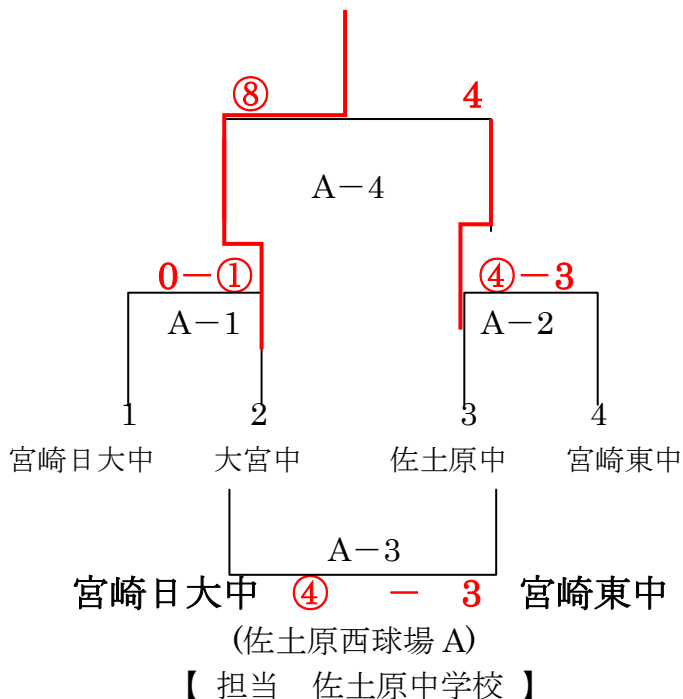 ⑧ 4
A－4
0－① ④－3
A－1 A－2
1 2 3 4
宮崎日大中 大宮中 佐土原中 宮崎東中
A－3
宮崎日大中 ④ － 3 宮崎東中
(佐土原西球場 A)
【 担当 佐土原中学校 】